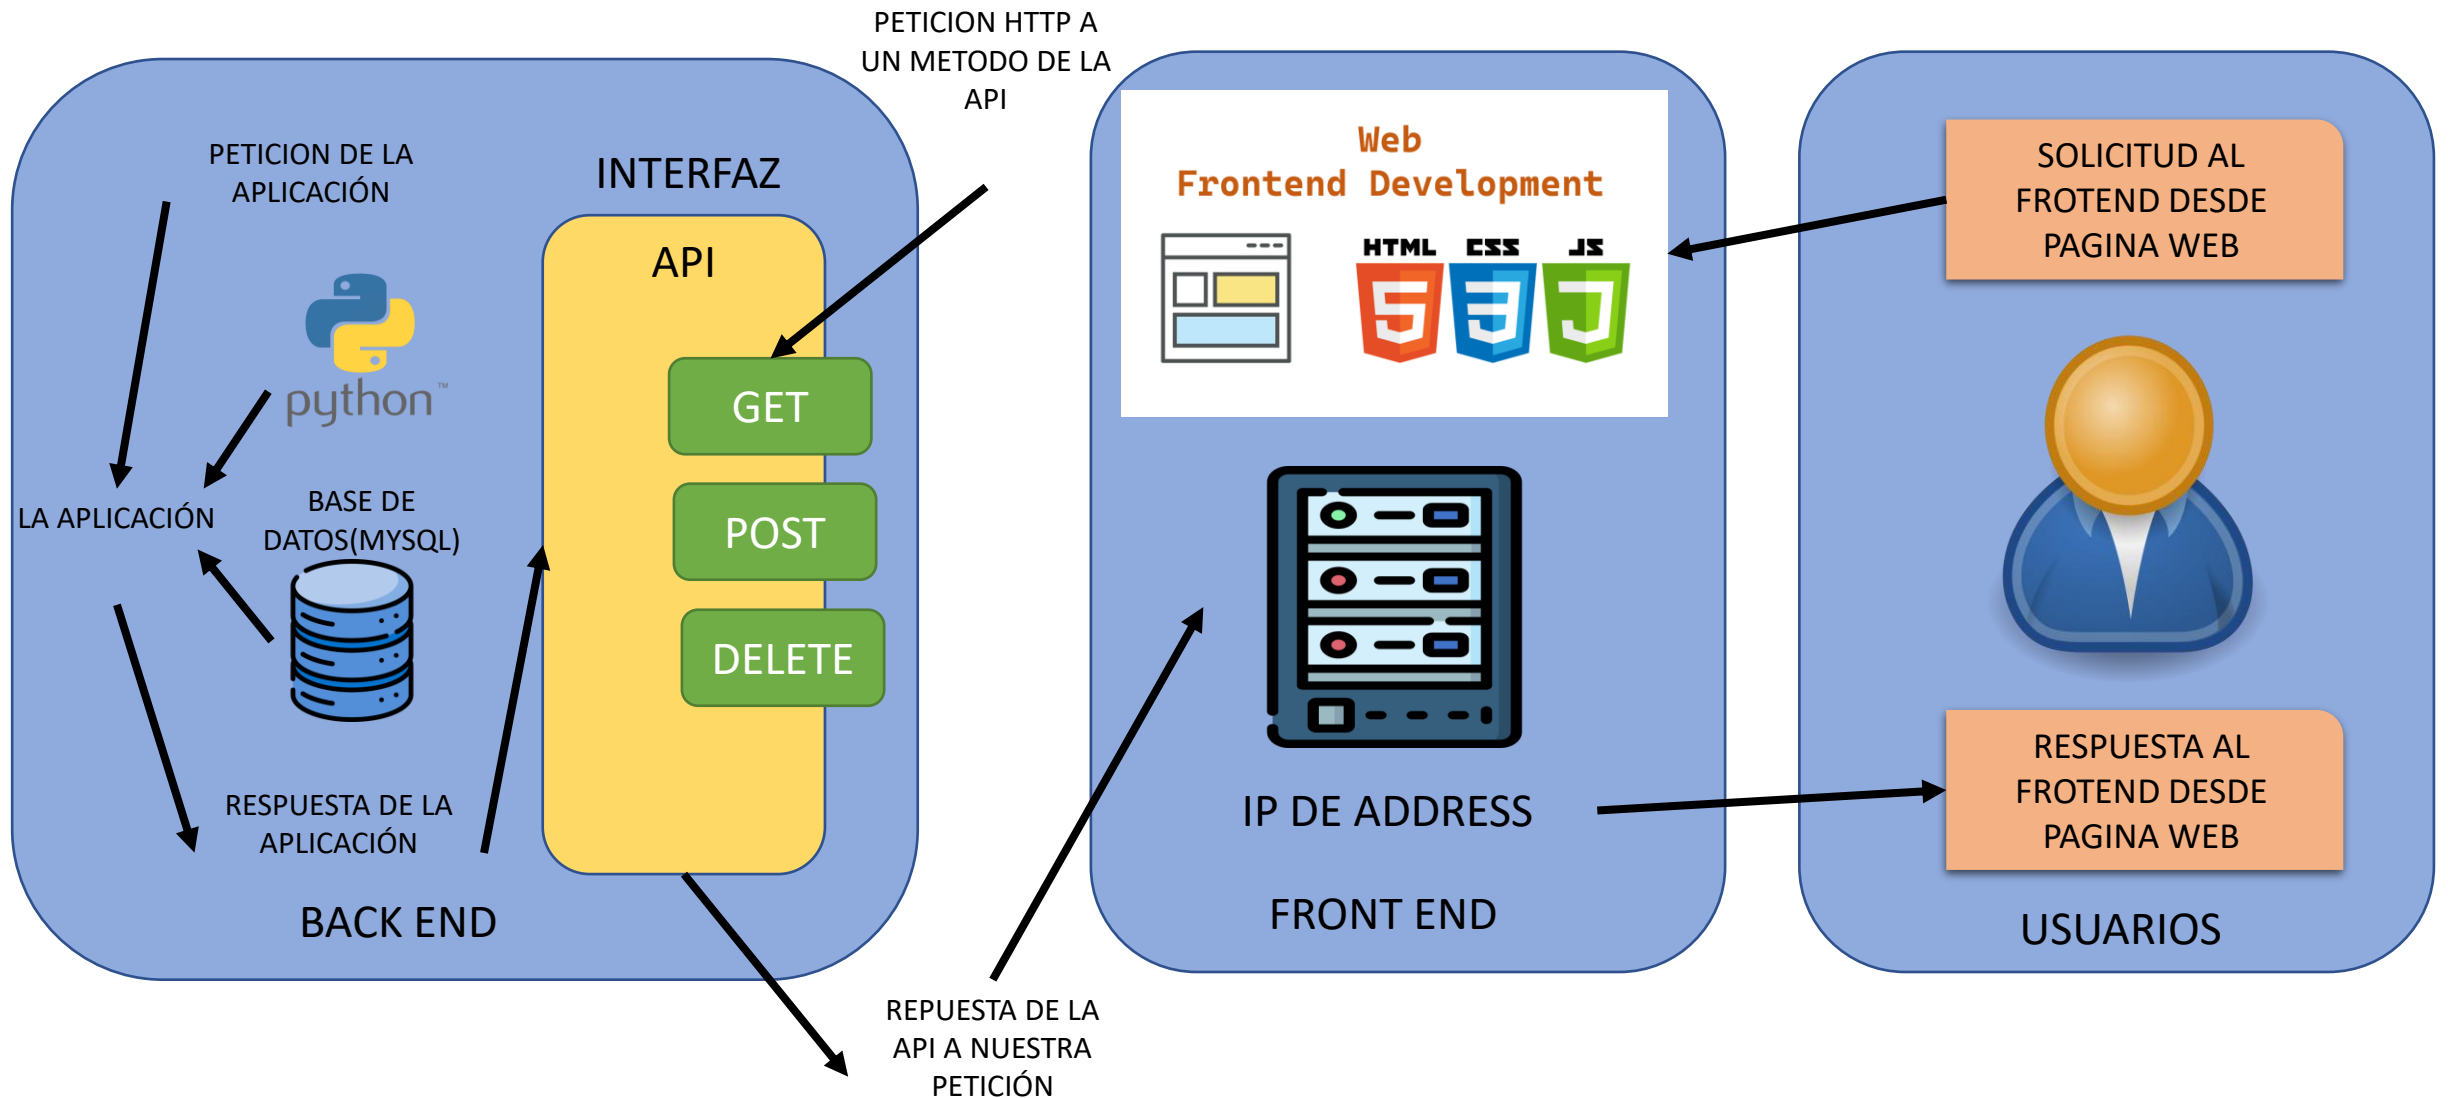 PETICION HTTP A
UN METODO DE LA
API
PETICION DE LA
APLICACIÓN
INTERFAZ
API
python™
LA APLICACIÓN
BASE DE
DATOS(MYSQL)
GET
POST
DELETE
RESPUESTA DE LA
APLICACIÓN
BACK END
REPUESTA DE LA
API A NUESTRA
PETICIÓN
Web
Frontend Development
HTML CSS JS
IP DE ADDRESS
FRONT END
SOLICITUD AL
FROTEND DESDE
PAGINA WEB
RESPUESTA AL
FROTEND DESDE
PAGINA WEB
USUARIOS